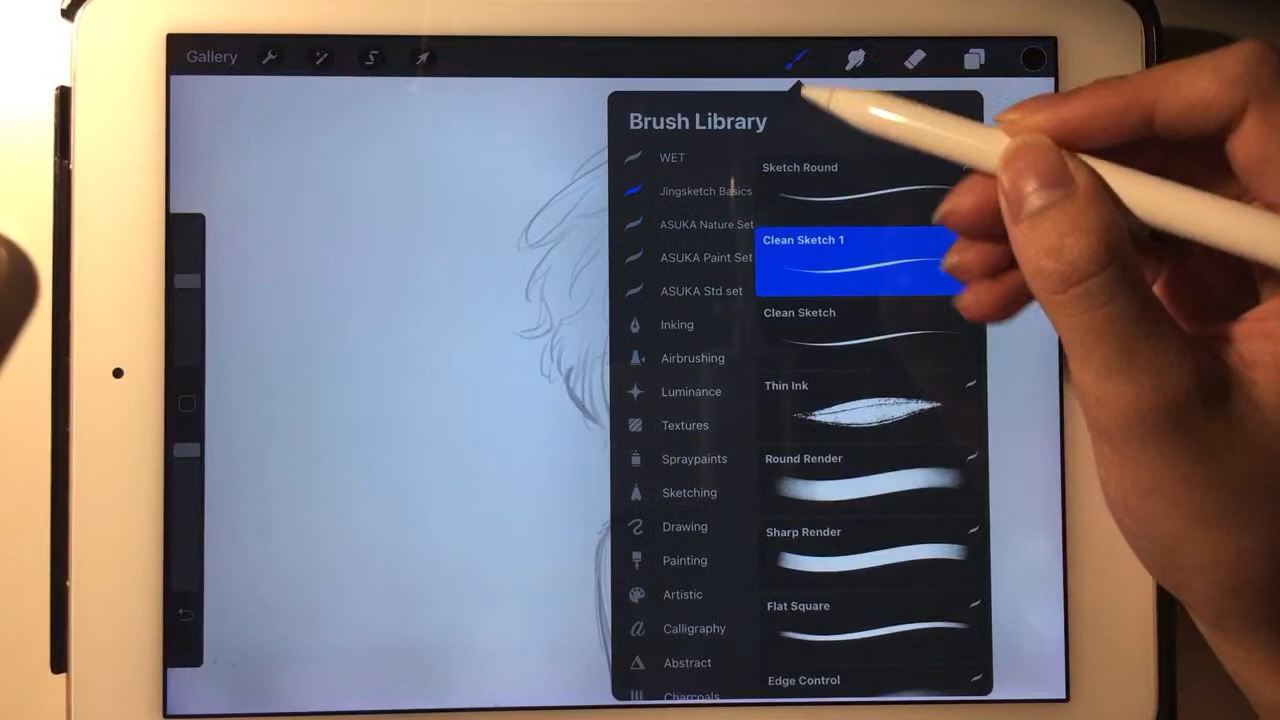 Gallery
Brush Library
WET
Jingsketch Basics
ASUKA Nature Set
ASUKA Paint Set
ASUKA Std set
Inking
Airbrushing
Luminance
Textures
Spraypaints
Sketching
Drawing
Painting
Artistic
Calligraphy
Abstract
Charcoals
Sketch Round
Clean Sketch 1
Clean Sketch
Thin Ink
Round Render
Sharp Render
Flat Square
Edge Control